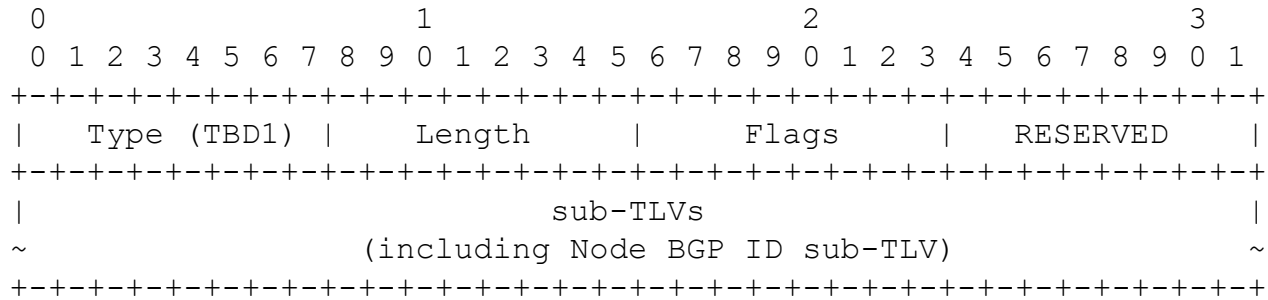 0                   1                   2                   3
 0 1 2 3 4 5 6 7 8 9 0 1 2 3 4 5 6 7 8 9 0 1 2 3 4 5 6 7 8 9 0 1
+-+-+-+-+-+-+-+-+-+-+-+-+-+-+-+-+-+-+-+-+-+-+-+-+-+-+-+-+-+-+-+-+
|   Type (TBD1) |    Length     |     Flags     |   RESERVED    |
+-+-+-+-+-+-+-+-+-+-+-+-+-+-+-+-+-+-+-+-+-+-+-+-+-+-+-+-+-+-+-+-+
|                           sub-TLVs                            |
~                 (including Node BGP ID sub-TLV)               ~
+-+-+-+-+-+-+-+-+-+-+-+-+-+-+-+-+-+-+-+-+-+-+-+-+-+-+-+-+-+-+-+-+